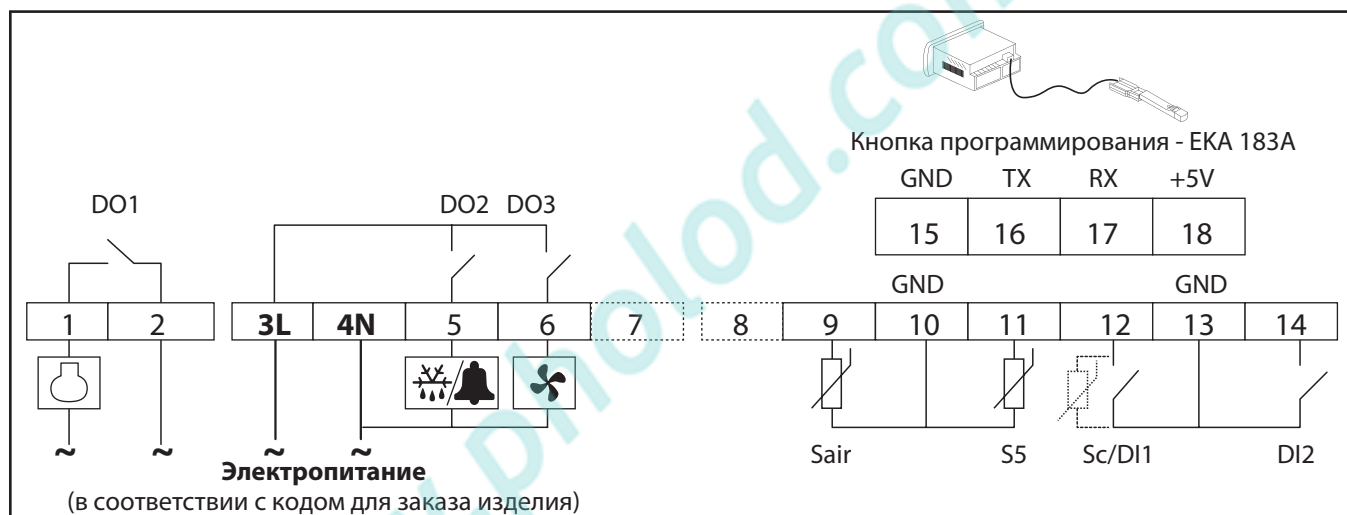 Кнопка программирования - EKA 183A
GND TX RX +5V
15 16 17 18
DO1 DO2 DO3
GND GND
1 2 3L 4N 5 6 7 8 9 10 11 12 13 14
~ ~ ~ ~
Sair S5 Sc/DI1 DI2
Электропитание
(в соответствии с кодом для заказа изделия)
.pholod.com